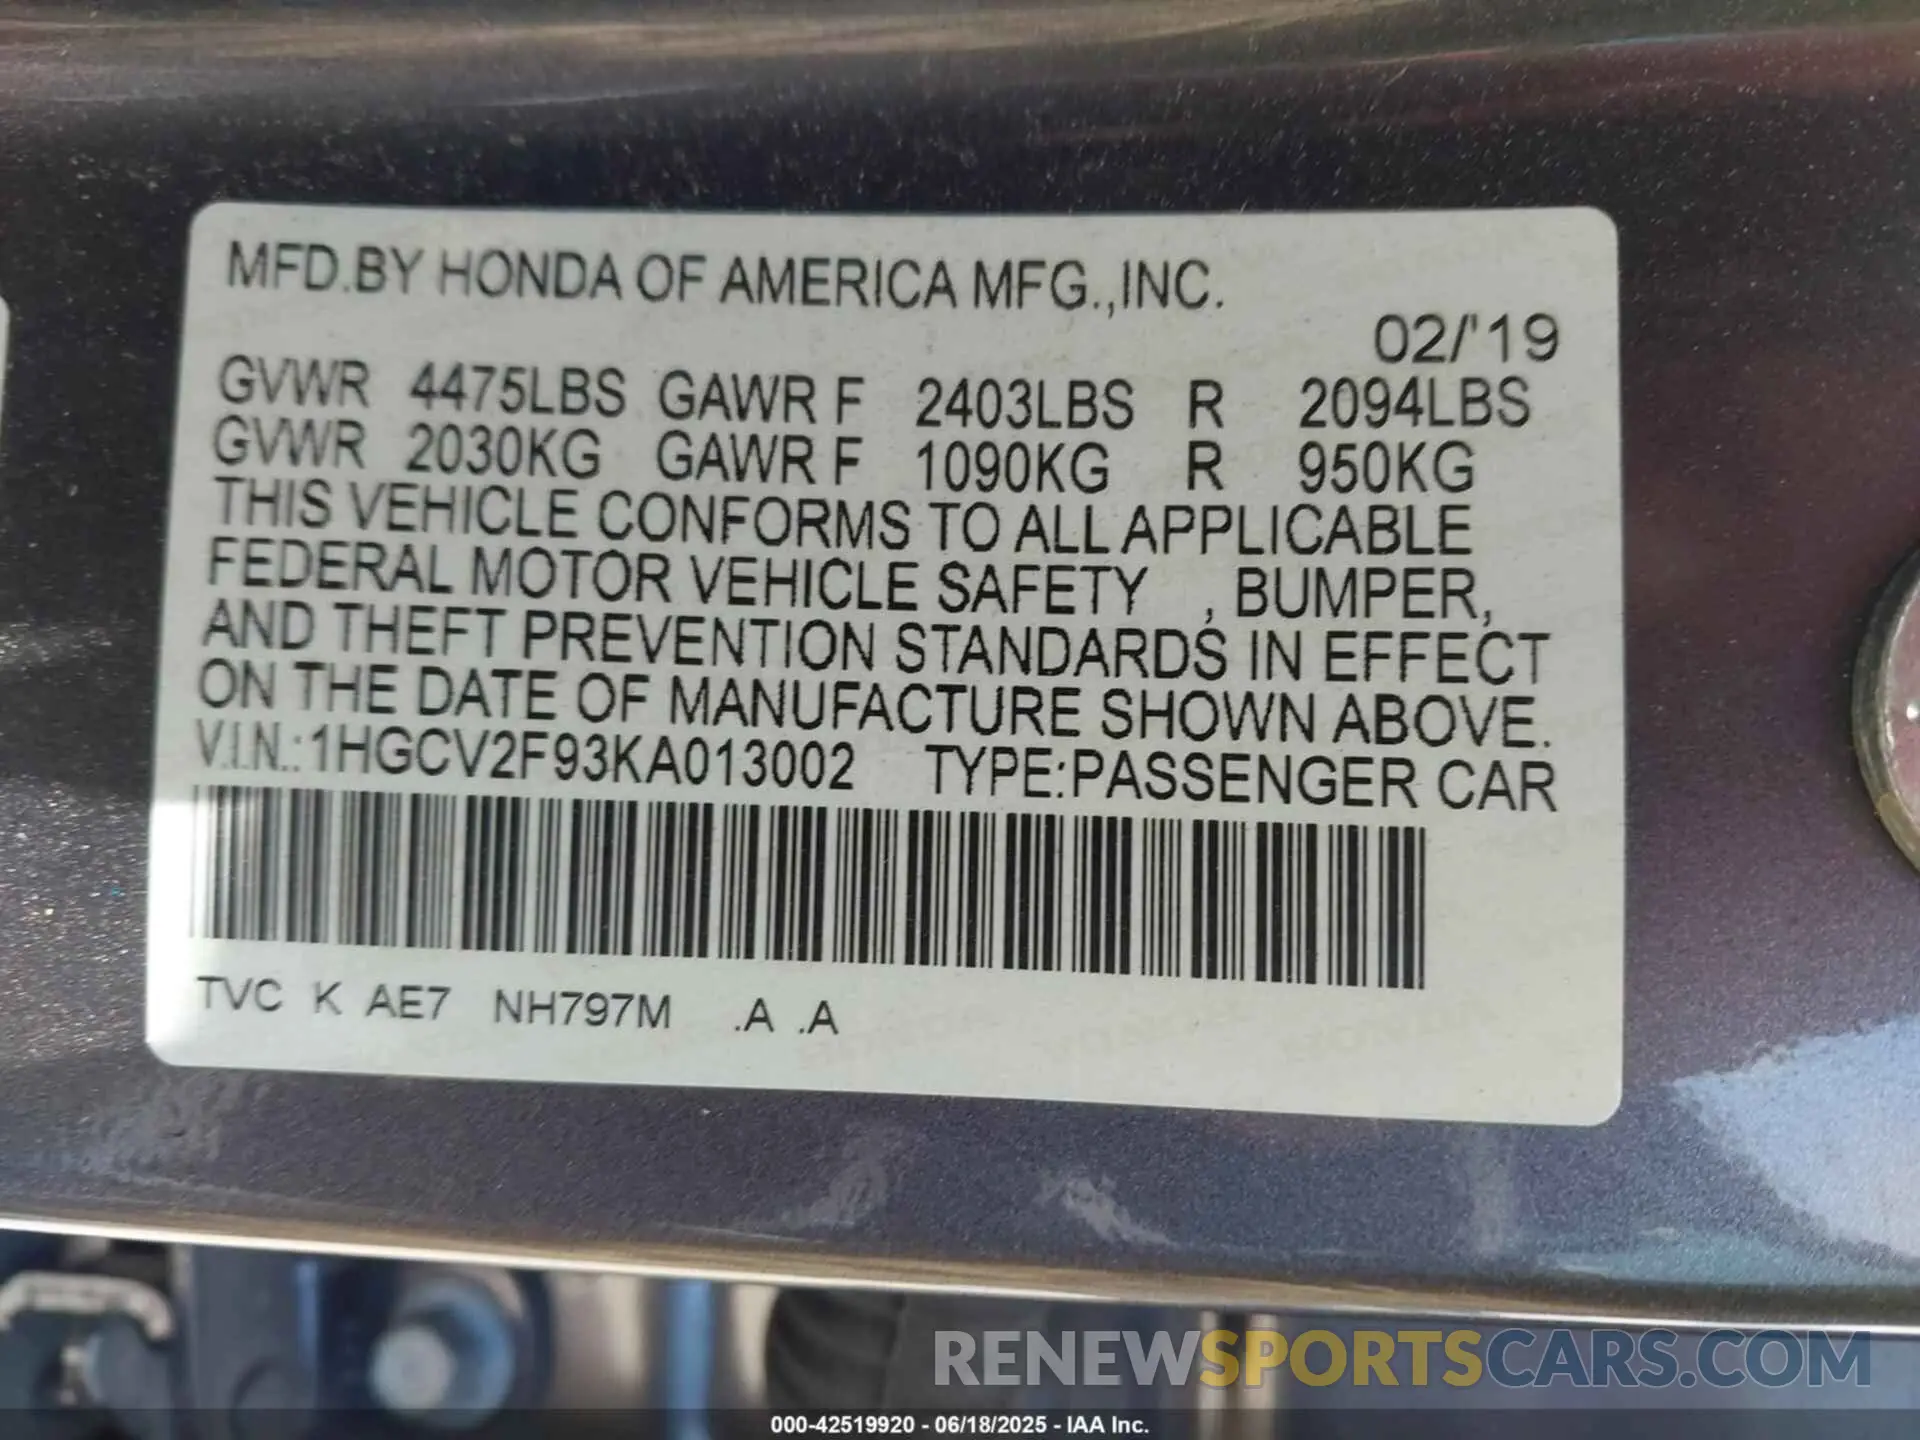 MFD.BY HONDA OF AMERICA MFG.,INC.
02/'19
GVWR 4475LBS GAWR F 2403LBS R 2094LBS
GVWR 2030KG GAWR F 1090KG R 950KG
THIS VEHICLE CONFORMS TO ALL APPLICABLE
FEDERAL MOTOR VEHICLE SAFETY , BUMPER,
AND THEFT PREVENTION STANDARDS IN EFFECT
ON THE DATE OF MANUFACTURE SHOWN ABOVE.
V.I.N.:1HGCV2F93KA013002 TYPE:PASSENGER CAR
TVC K AE7 NH797M .A .A
RENEWSPORTSCARS.COM
000-42519920 - 06/18/2025 - IAA Inc.